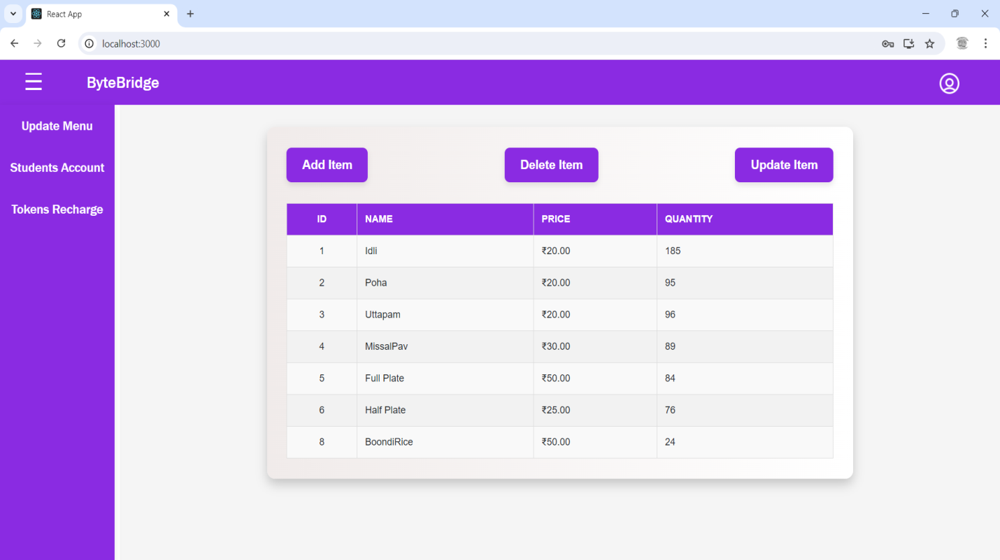 React App
localhost:3000
ByteBridge
Update Menu
Students Account
Tokens Recharge
Add Item Delete Item Update Item
ID NAME PRICE QUANTITY
1 Idli ₹20.00 185
2 Poha ₹20.00 95
3 Uttapam ₹20.00 96
4 MissalPav ₹30.00 89
5 Full Plate ₹50.00 84
6 Half Plate ₹25.00 76
8 BoondiRice ₹50.00 24